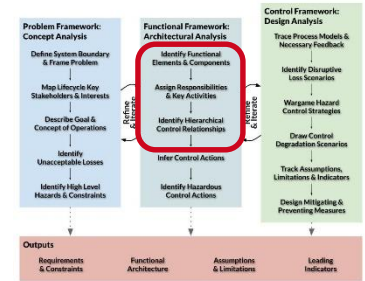 Problem Framework:
Concept Analysis
Define System Boundary
& Frame Problem
Map Lifecycle Key
Stakeholders & Interests
Describe Goal &
Concept of Operations
Identify
Unacceptable Losses
Identify High Level
Hazards & Constraints
Refine
& Iterate
Functional Framework:
Architectural Analysis
Identify Functional
Elements & Components
Assign Responsibilities
& Key Activities
Identify Hierarchical
Control Relationships
Infer Control Actions
Identify Hazardous
Control Actions
Refine
& Iterate
Control Framework:
Design Analysis
Trace Process Models &
Necessary Feedback
Identify Disruptive
Loss Scenarios
Wargame Hazard
Control Strategies
Draw Control
Degradation Scenarios
Track Assumptions,
Limitations & Indicators
Design Mitigating &
Preventing Measures
Outputs
Requirements
& Constraints
Functional
Architecture
Assumptions
& Limitations
Leading
Indicators